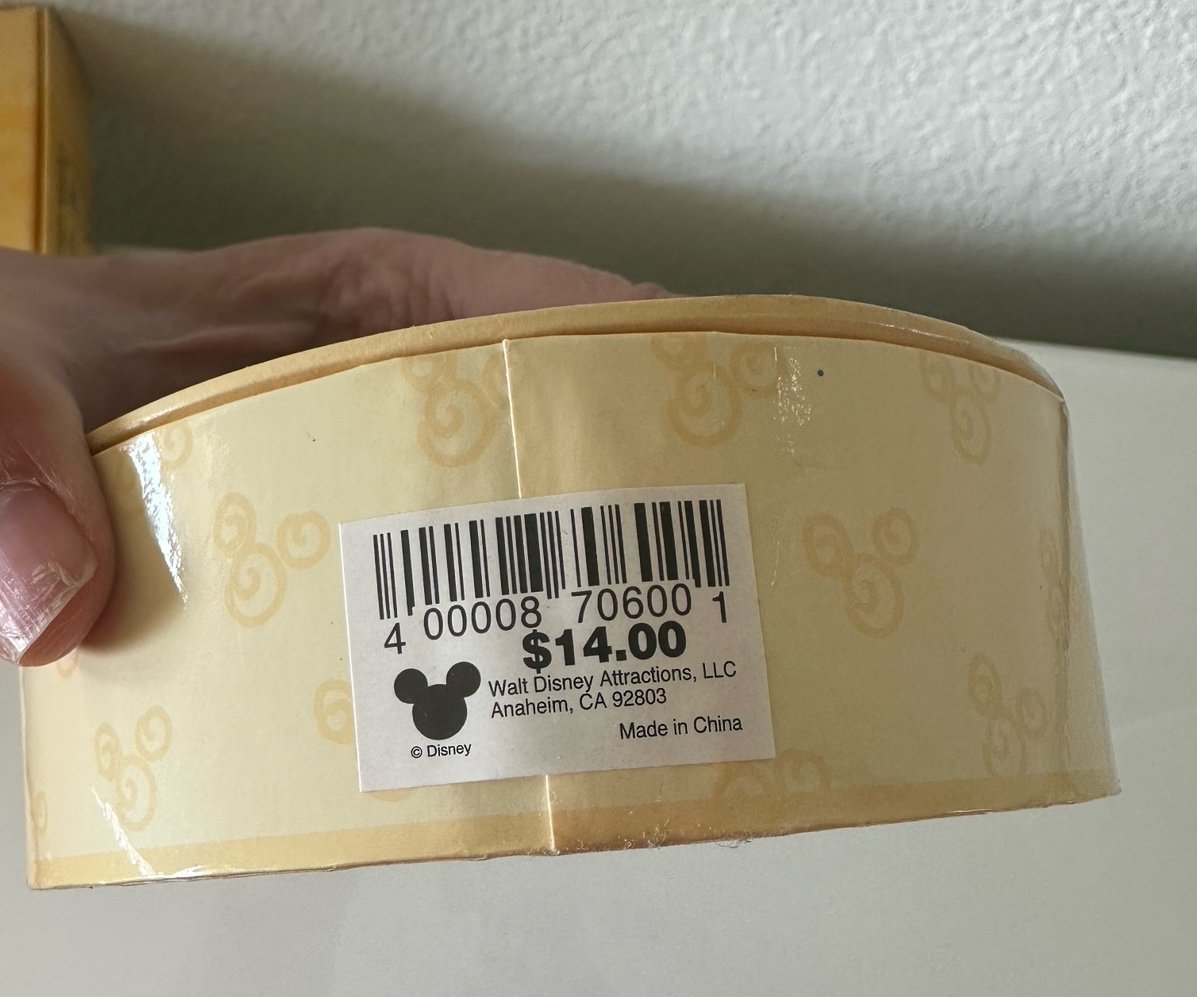 4 00008 70600 1
$14.00
Walt Disney Attractions, LLC
Anaheim, CA 92803
Made in China
© Disney